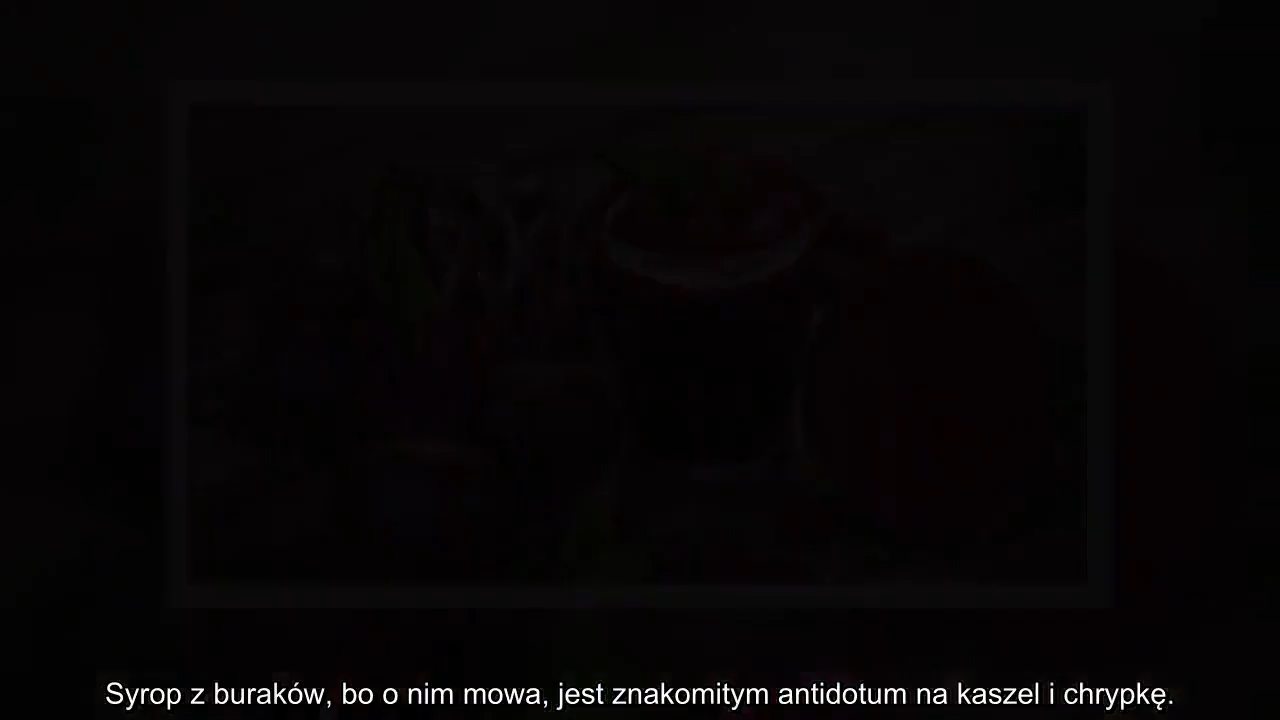 Syrop z buraków, bo o nim mowa, jest znakomitym antidotum na kaszel i chrypkę.